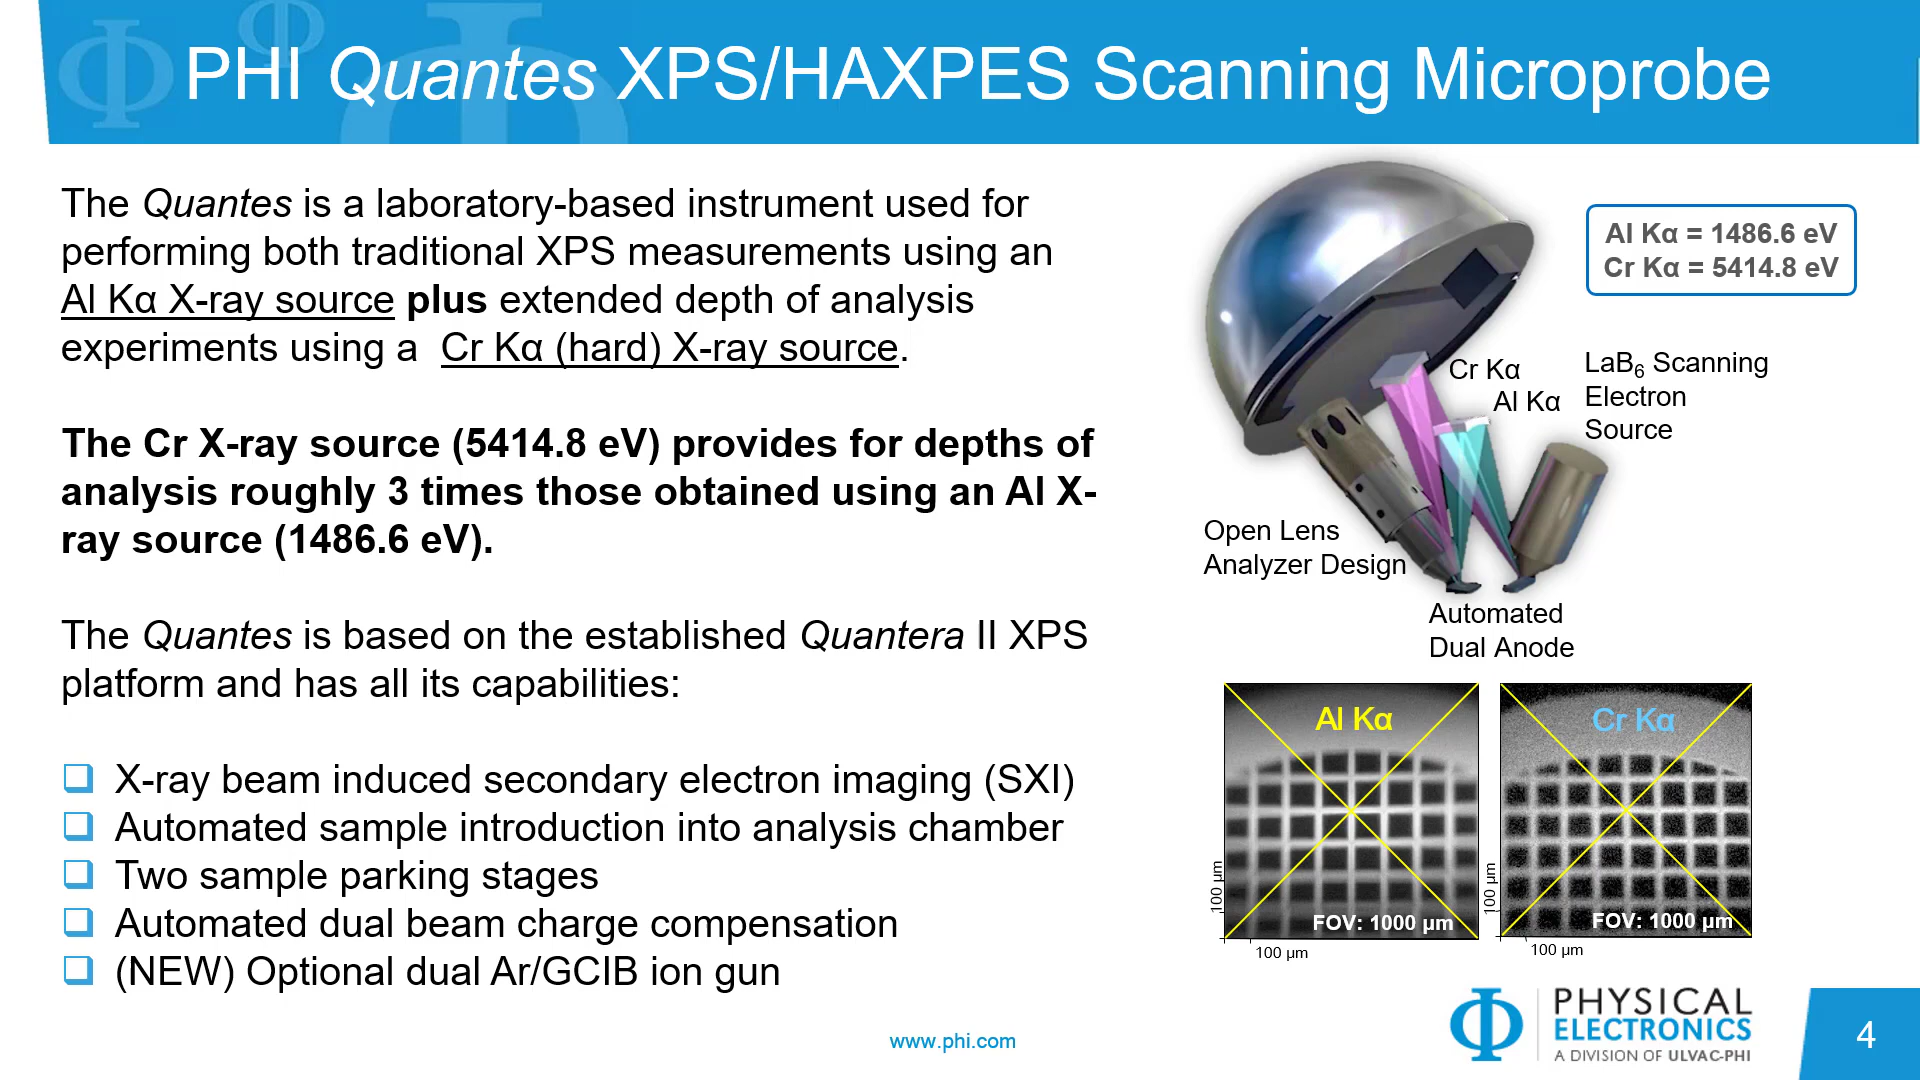 PHI Quantes XPS/HAXPES Scanning Microprobe
The Quantes is a laboratory-based instrument used for
performing both traditional XPS measurements using an
Al Kα X-ray source plus extended depth of analysis
experiments using a Cr Kα (hard) X-ray source.
The Cr X-ray source (5414.8 eV) provides for depths of
analysis roughly 3 times those obtained using an Al X-
ray source (1486.6 eV).
The Quantes is based on the established Quantera II XPS
platform and has all its capabilities:
❑ X-ray beam induced secondary electron imaging (SXI)
❑ Automated sample introduction into analysis chamber
❑ Two sample parking stages
❑ Automated dual beam charge compensation
❑ (NEW) Optional dual Ar/GCIB ion gun
Al Kα = 1486.6 eV
Cr Kα = 5414.8 eV
Cr Kα
Al Kα
LaB₆ Scanning
Electron
Source
Open Lens
Analyzer Design
Automated
Dual Anode
Al Kα
FOV: 1000 µm
100 µm
100 µm
Cr Kα
FOV: 1000 µm
100 µm
100 µm
www.phi.com
PHYSICAL
ELECTRONICS
A DIVISION OF ULVAC-PHI
4